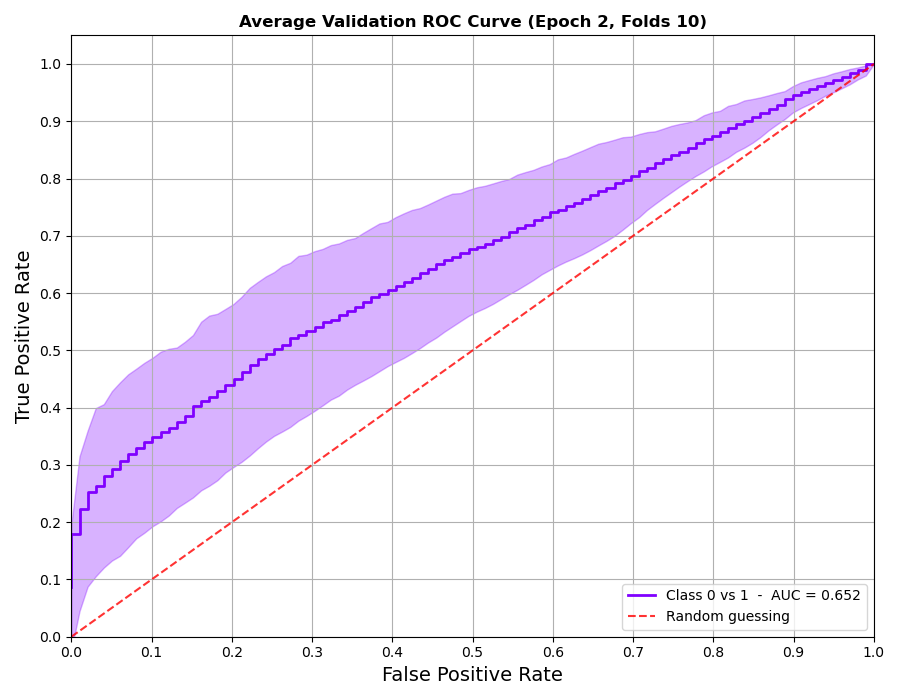 Average Validation ROC Curve (Epoch 2, Folds 10)
True Positive Rate
1.0
0.9
0.8
0.7
0.6
0.5
0.4
0.3
0.2
0.1
0.0
Class 0 vs 1 - AUC = 0.652
Random guessing
0.0 0.1 0.2 0.3 0.4 0.5 0.6 0.7 0.8 0.9 1.0
False Positive Rate